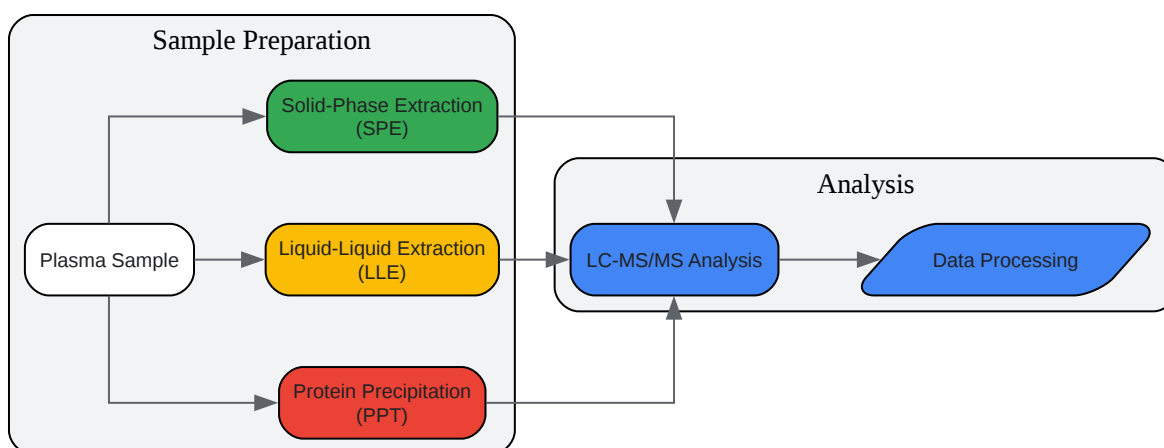 Sample Preparation
Solid-Phase Extraction
(SPE)
Analysis
Plasma Sample
Liquid-Liquid Extraction
(LLE)
LC-MS/MS Analysis
Data Processing
Protein Precipitation
(PPT)